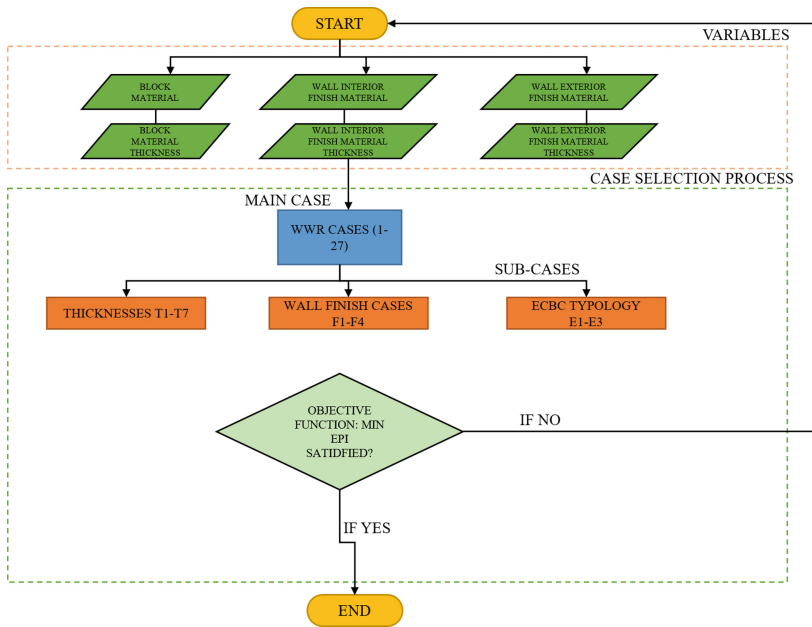 START
VARIABLES
BLOCK
MATERIAL
WALL INTERIOR
FINISH MATERIAL
WALL EXTERIOR
FINISH MATERIAL
BLOCK
MATERIAL
THICKNESS
WALL INTERIOR
FINISH MATERIAL
THICKNESS
WALL EXTERIOR
FINISH MATERIAL
THICKNESS
CASE SELECTION PROCESS
MAIN CASE
WWR CASES (1-
27)
SUB-CASES
THICKNESSES T1-T7
WALL FINISH CASES
F1-F4
ECBC TYPOLOGY
E1-E3
OBJECTIVE
FUNCTION: MIN
EPI
SATIDFIED?
IF NO
IF YES
END